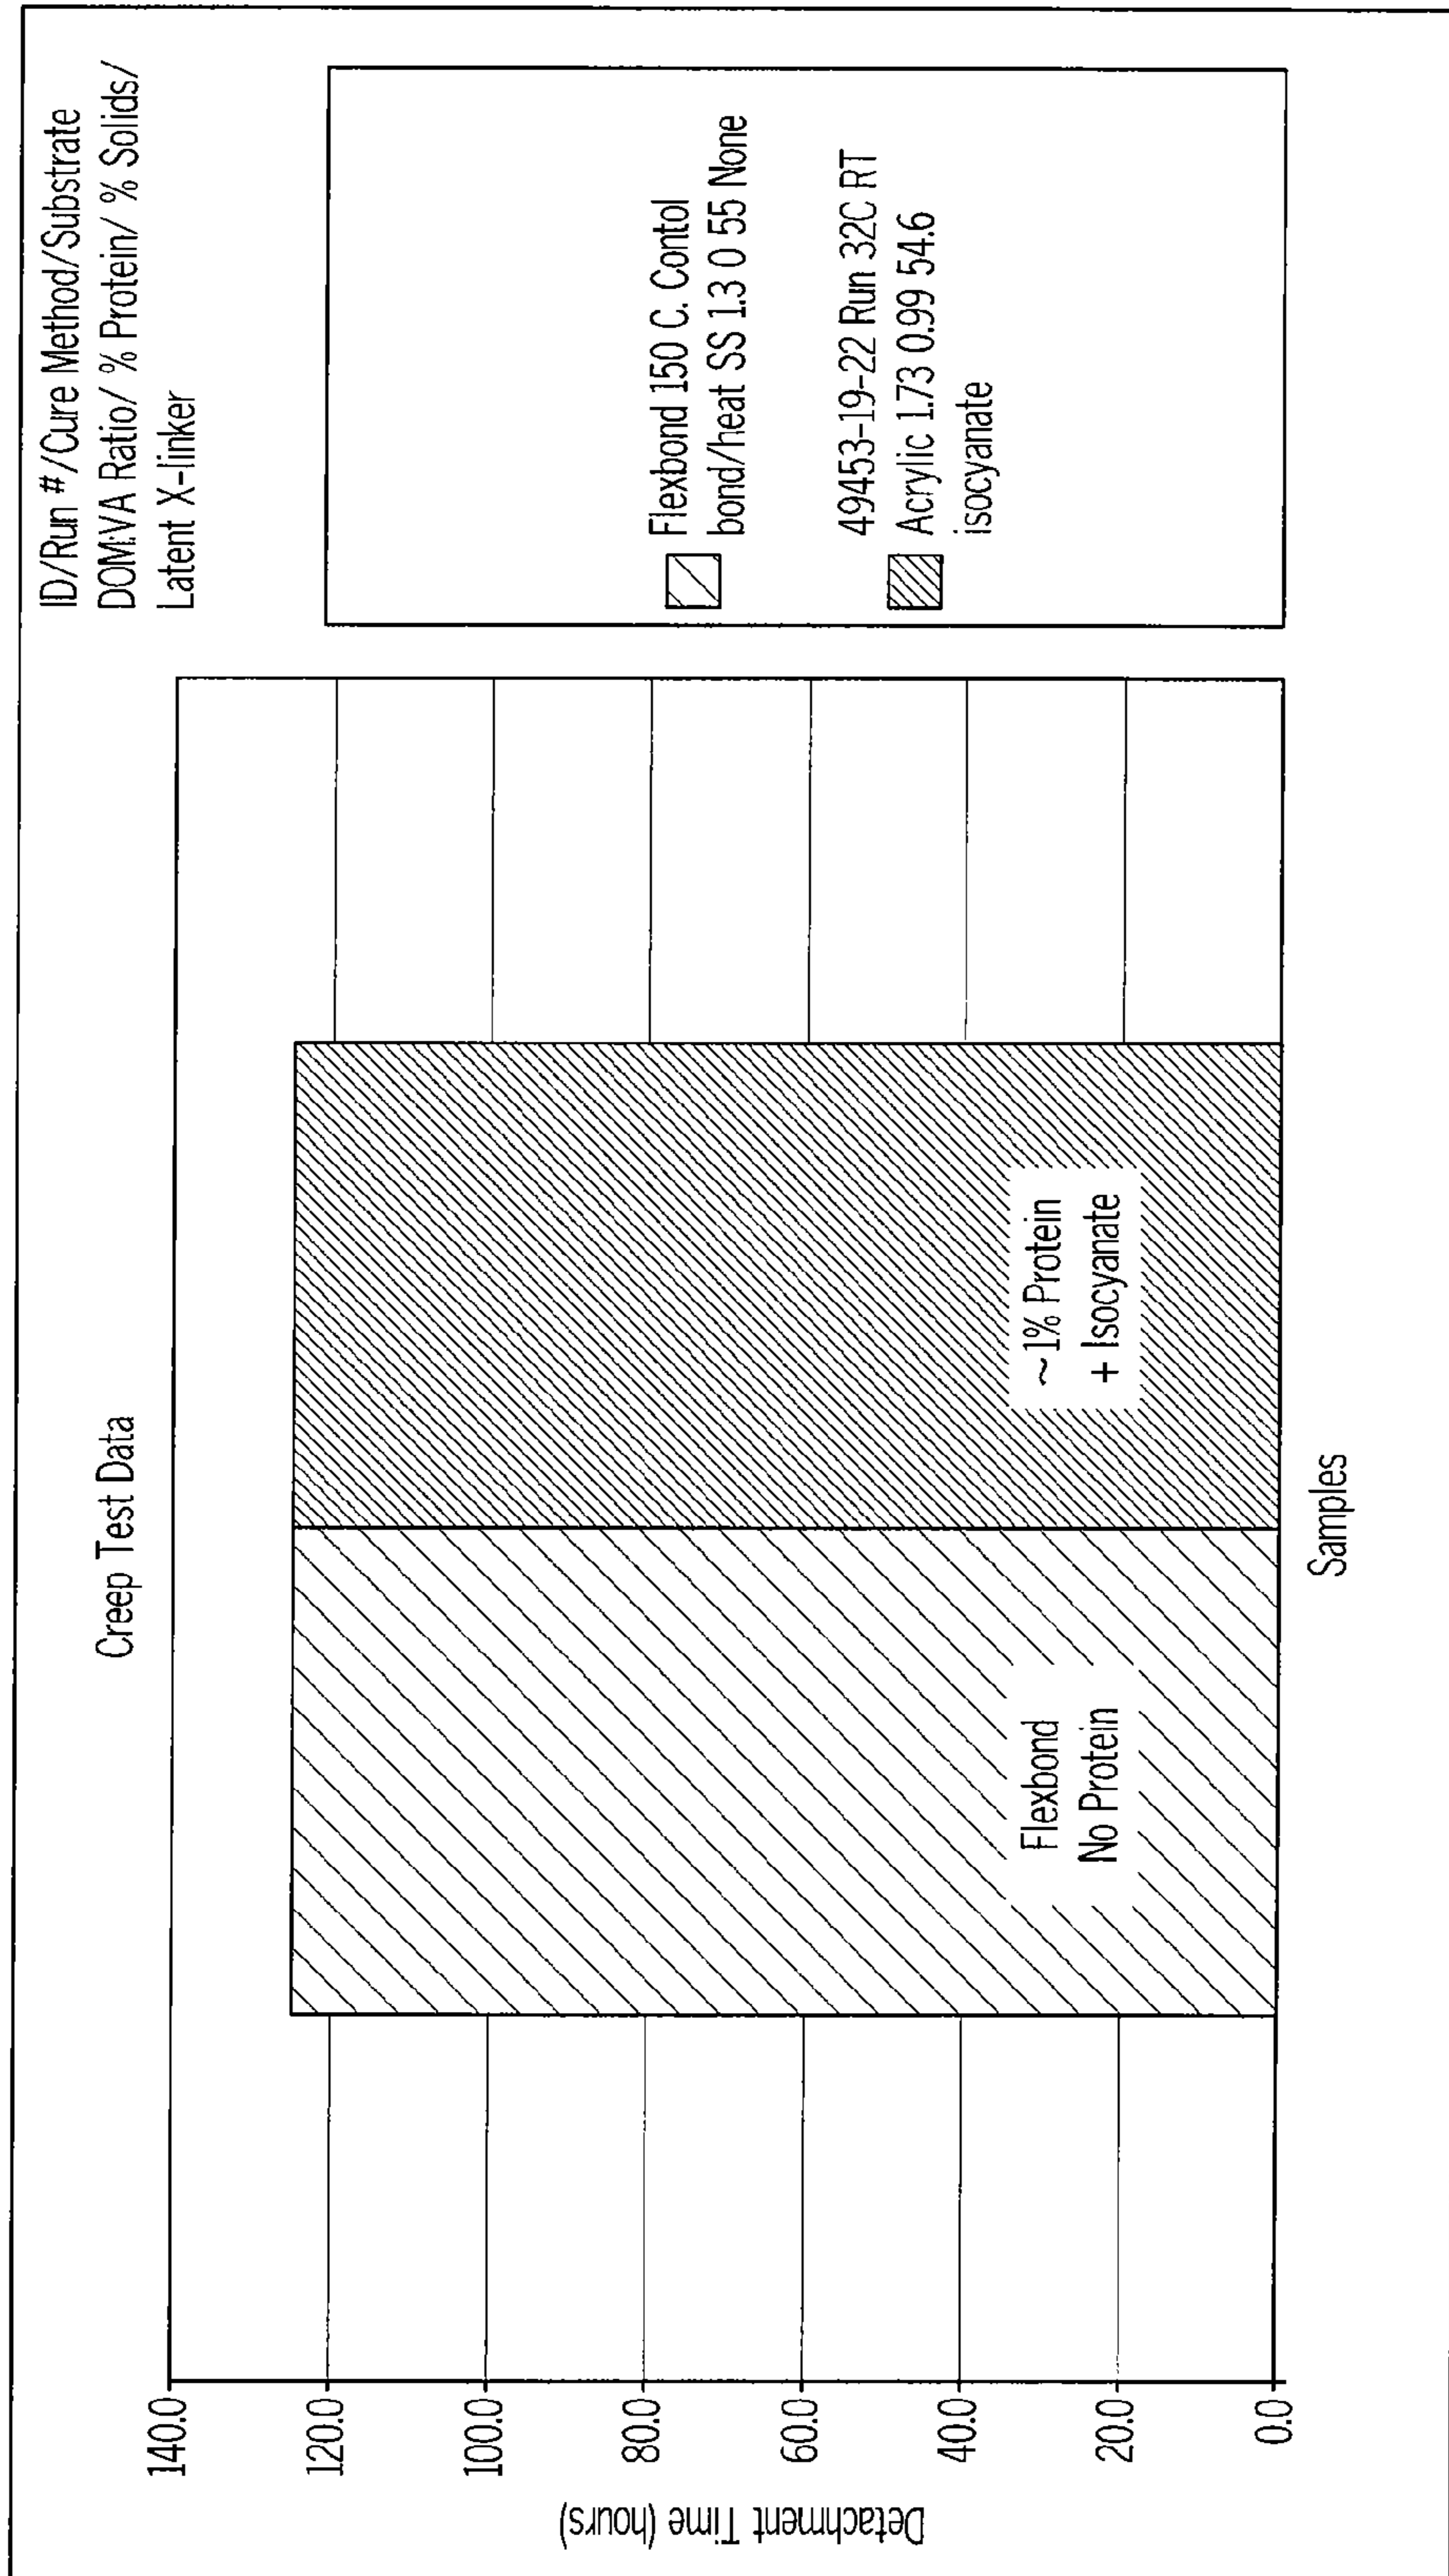 ID/Run #/Cure Method/Substrate
DOM:VA Ratio/ % Protein/ % Solids/
Latent X-linker
Creep Test Data
140.0
120.0
100.0
80.0
60.0
40.0
20.0
0.0
Detachment Time (hours)
Flexbond
No Protein
~1% Protein
+ Isocyanate
Samples
Flexbond 150 C. Contol
bond/heat SS 1.3 0 55 None
49453-19-22 Run 32C RT
Acrylic 1.73 0.99 54.6
isocyanate